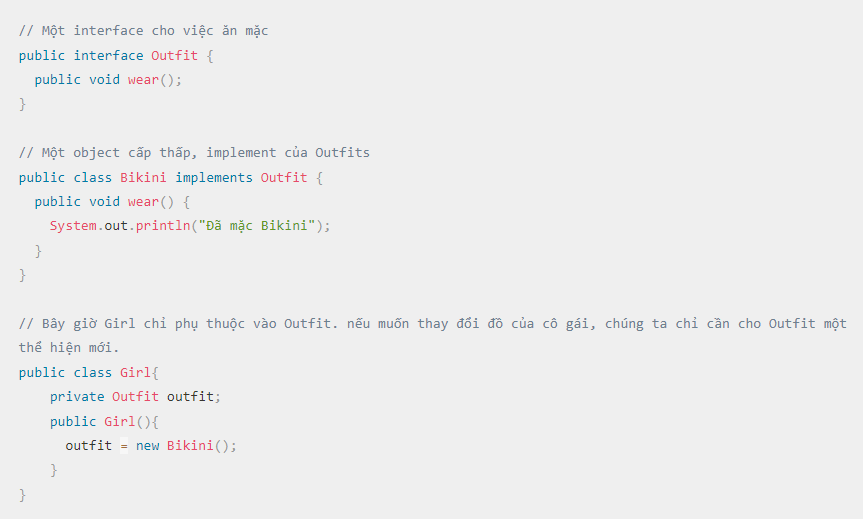 // Một interface cho việc ăn mặc
public interface Outfit {
  public void wear();
}

// Một object cấp thấp, implement của Outfits
public class Bikini implements Outfit {
  public void wear() {
    System.out.println("Đã mặc Bikini");
  }
}

// Bây giờ Girl chỉ phụ thuộc vào Outfit. nếu muốn thay đổi đồ của cô gái, chúng ta chỉ cần cho Outfit một
thể hiện mới.
public class Girl{
    private Outfit outfit;
    public Girl(){
      outfit = new Bikini();
    }
}